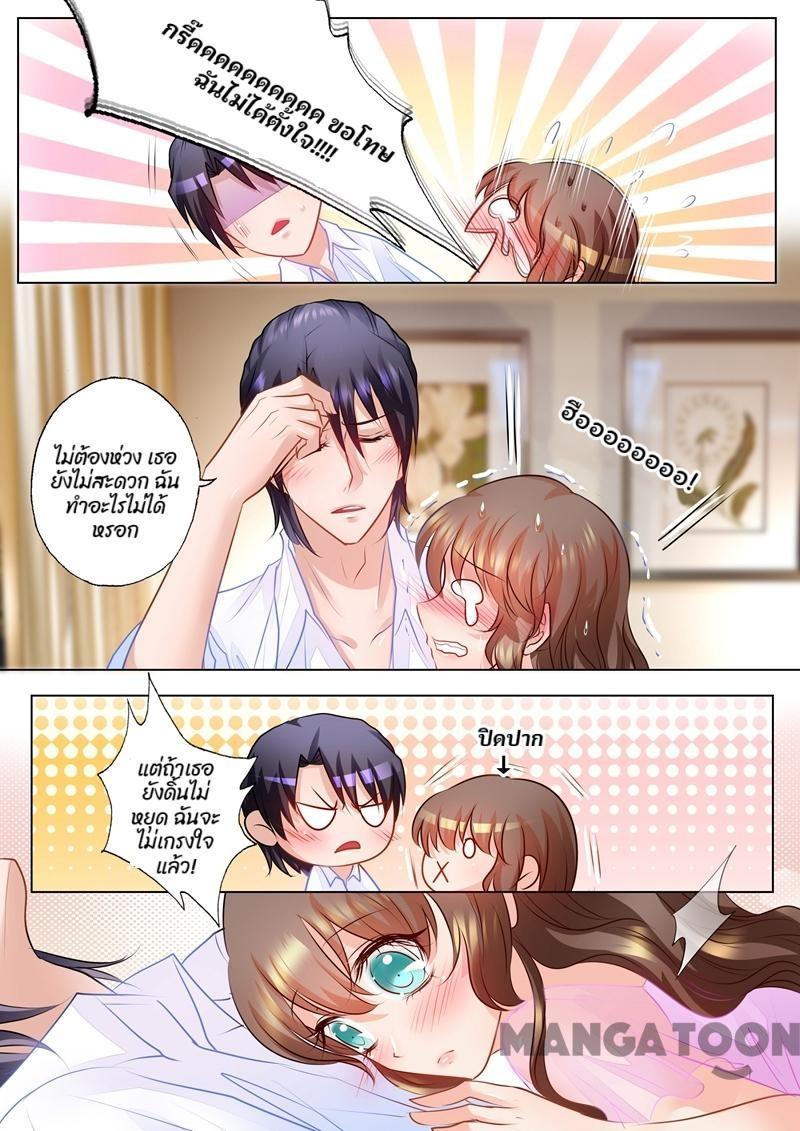 กรี๊ดดดดดดดดดด ขอโทษ
ฉันไม่ได้ตั้งใจ!!!!
ไม่ต้องห่วง เธอ
ยังไม่สะดวก ฉัน
ทำอะไรไม่ได้
หรอก
ฮือออออออออ!
ปิดปาก
แต่ถ้าเธอ
ยังดิ้นไม่
หยุด ฉันจะ
ไม่เกรงใจ
แล้ว!
MANGATOON